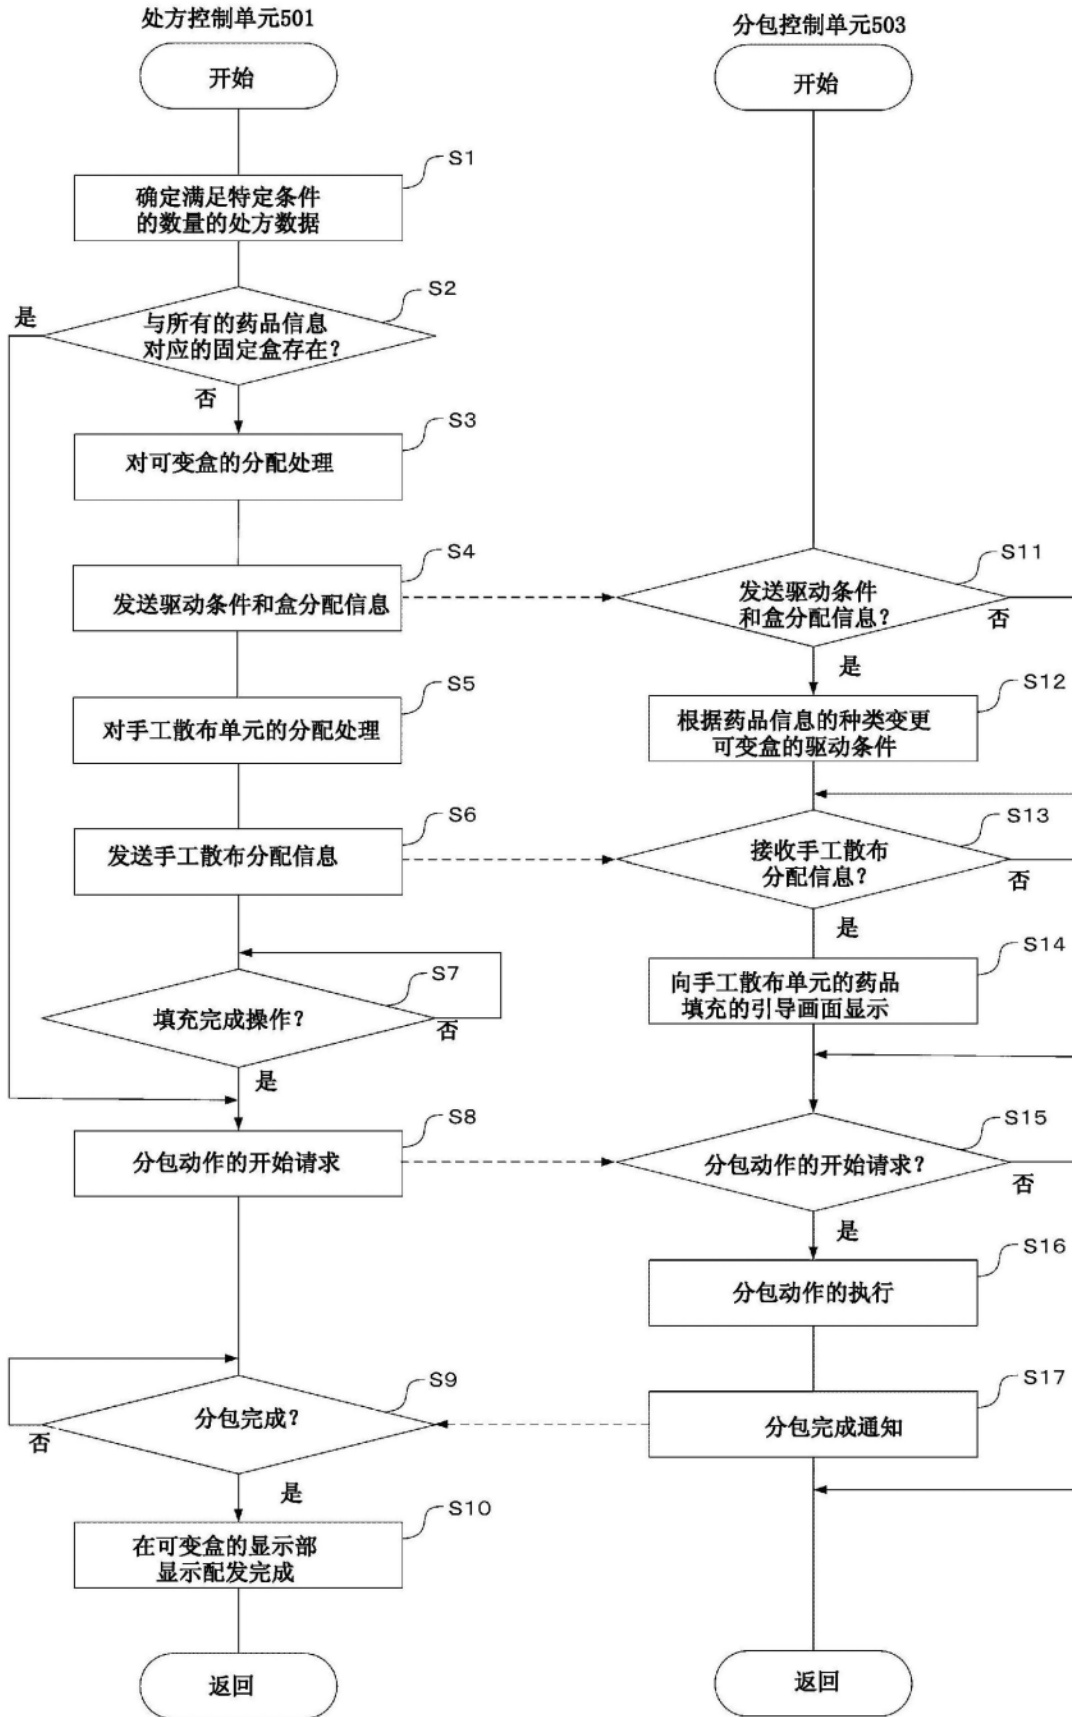 处方控制单元501
开始
S1
确定满足特定条件
的数量的处方数据
S2
是
与所有的药品信息
对应的固定盒存在？
否
S3
对可变盒的分配处理
S4
发送驱动条件和盒分配信息
S5
对手工散布单元的分配处理
S6
发送手工散布分配信息
S7
填充完成操作？
否
是
S8
分包动作的开始请求
S9
分包完成？
否
是
S10
在可变盒的显示部
显示配发完成
返回
分包控制单元503
开始
S11
发送驱动条件
和盒分配信息？
否
是
S12
根据药品信息的种类变更
可变盒的驱动条件
S13
接收手工散布
分配信息？
否
是
S14
向手工散布单元的药品
填充的引导画面显示
S15
分包动作的开始请求？
否
是
S16
分包动作的执行
S17
分包完成通知
返回